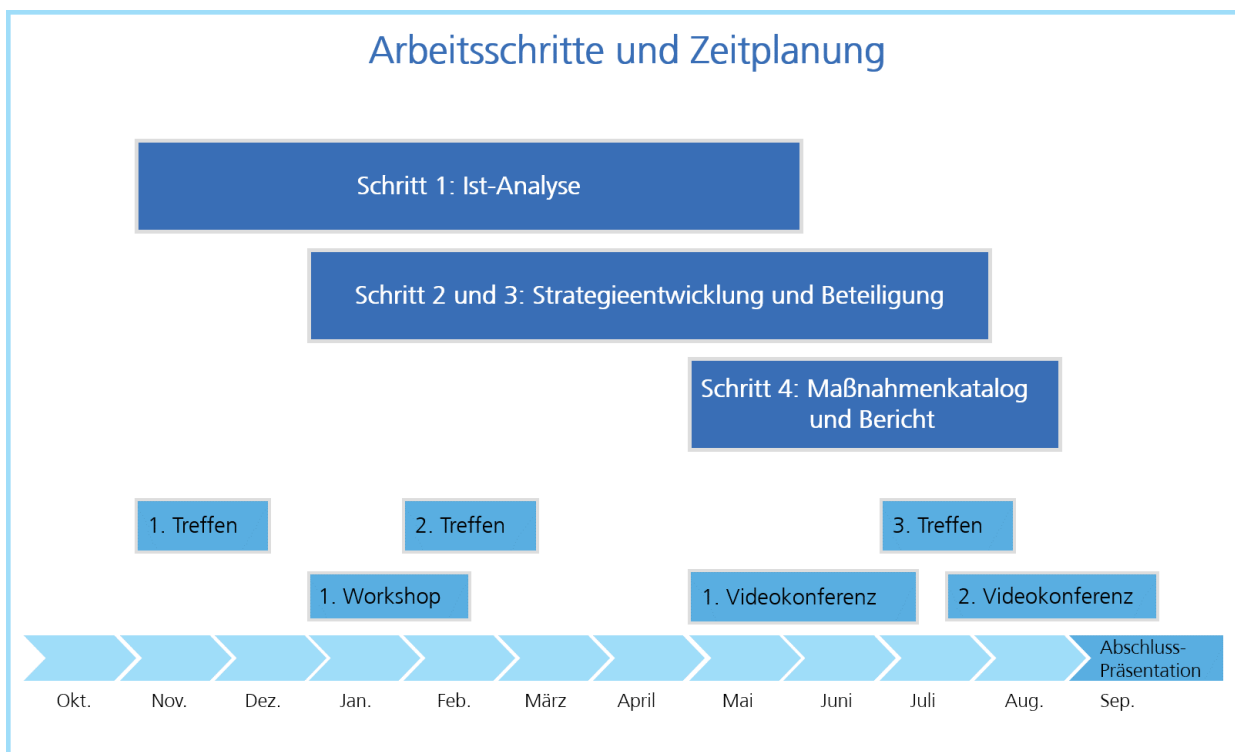 Arbeitsschritte und Zeitplanung
Schritt 1: Ist-Analyse
Schritt 2 und 3: Strategieentwicklung und Beteiligung
Schritt 4: Maßnahmenkatalog
und Bericht
1. Treffen
2. Treffen
3. Treffen
1. Workshop
1. Videokonferenz
2. Videokonferenz
Abschluss-
Präsentation
Okt.
Nov.
Dez.
Jan.
Feb.
März
April
Mai
Juni
Juli
Aug.
Sep.